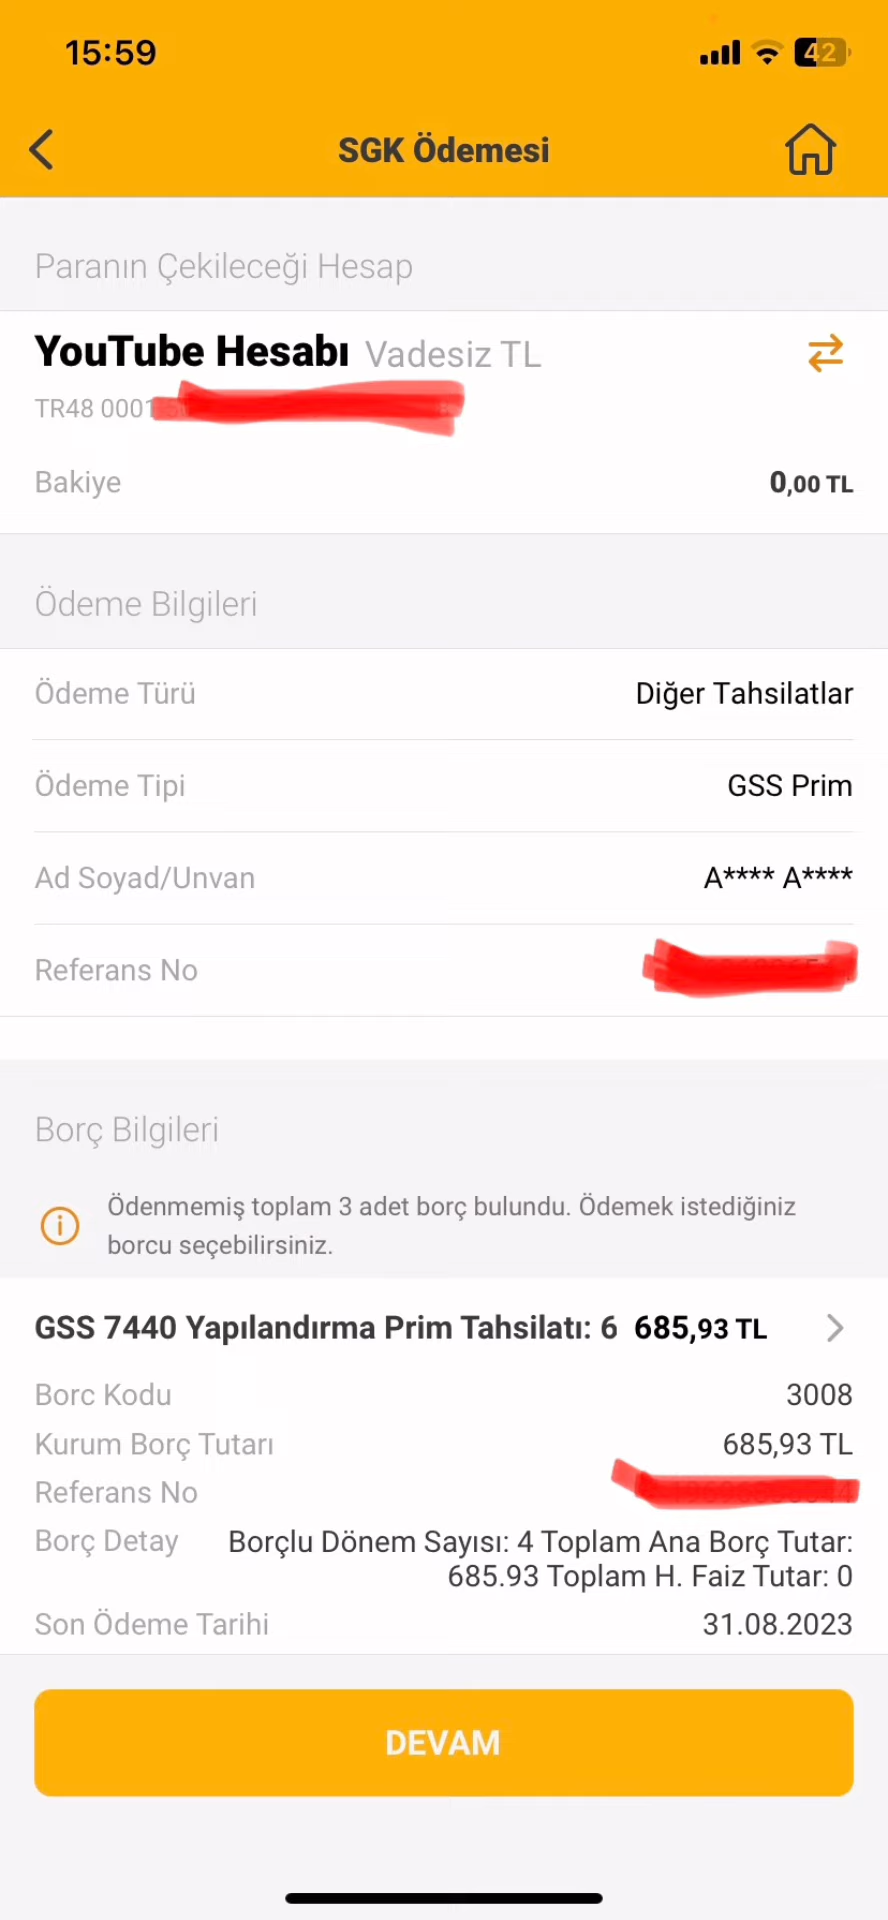 15:59
42
SGK Ödemesi
Paranın Çekileceği Hesap
YouTube Hesabı Vadesiz TL
TR48 0001
Bakiye 0,00 TL
Ödeme Bilgileri
Ödeme Türü Diğer Tahsilatlar
Ödeme Tipi GSS Prim
Ad Soyad/Unvan A**** A****
Referans No
Borç Bilgileri
Ödenmemiş toplam 3 adet borç bulundu. Ödemek istediğiniz
borcu seçebilirsiniz.
GSS 7440 Yapılandırma Prim Tahsilatı: 6 685,93 TL
Borc Kodu 3008
Kurum Borç Tutarı 685,93 TL
Referans No
Borç Detay Borçlu Dönem Sayısı: 4 Toplam Ana Borç Tutar:
685.93 Toplam H. Faiz Tutar: 0
Son Ödeme Tarihi 31.08.2023
DEVAM